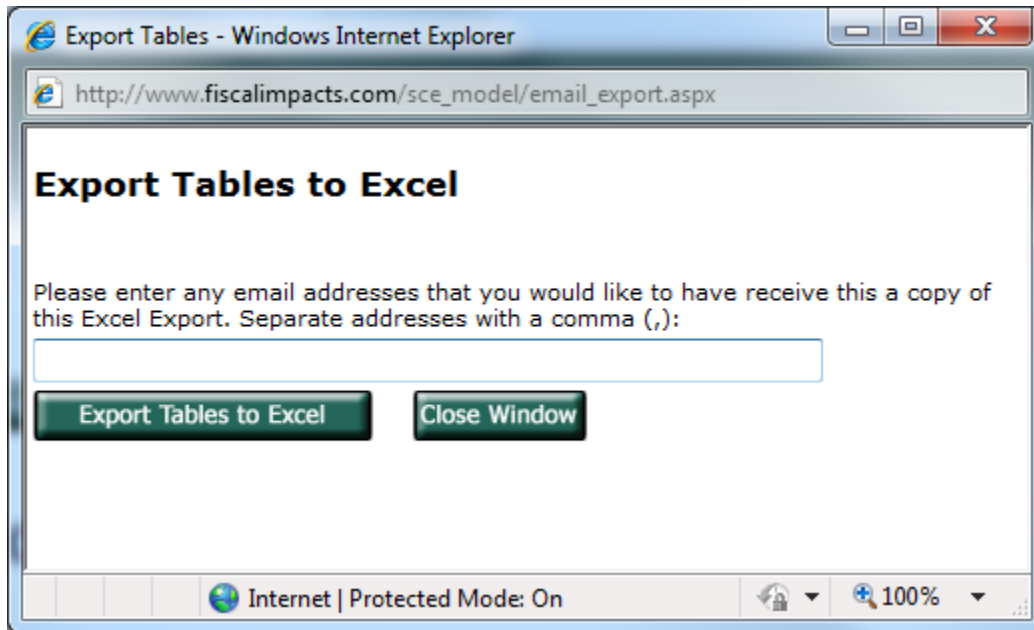 Export Tables - Windows Internet Explorer
http://www.fiscalimpacts.com/sce_model/email_export.aspx
Export Tables to Excel
Please enter any email addresses that you would like to have receive this a copy of
this Excel Export. Separate addresses with a comma (,):
Export Tables to Excel Close Window
Internet | Protected Mode: On 100%